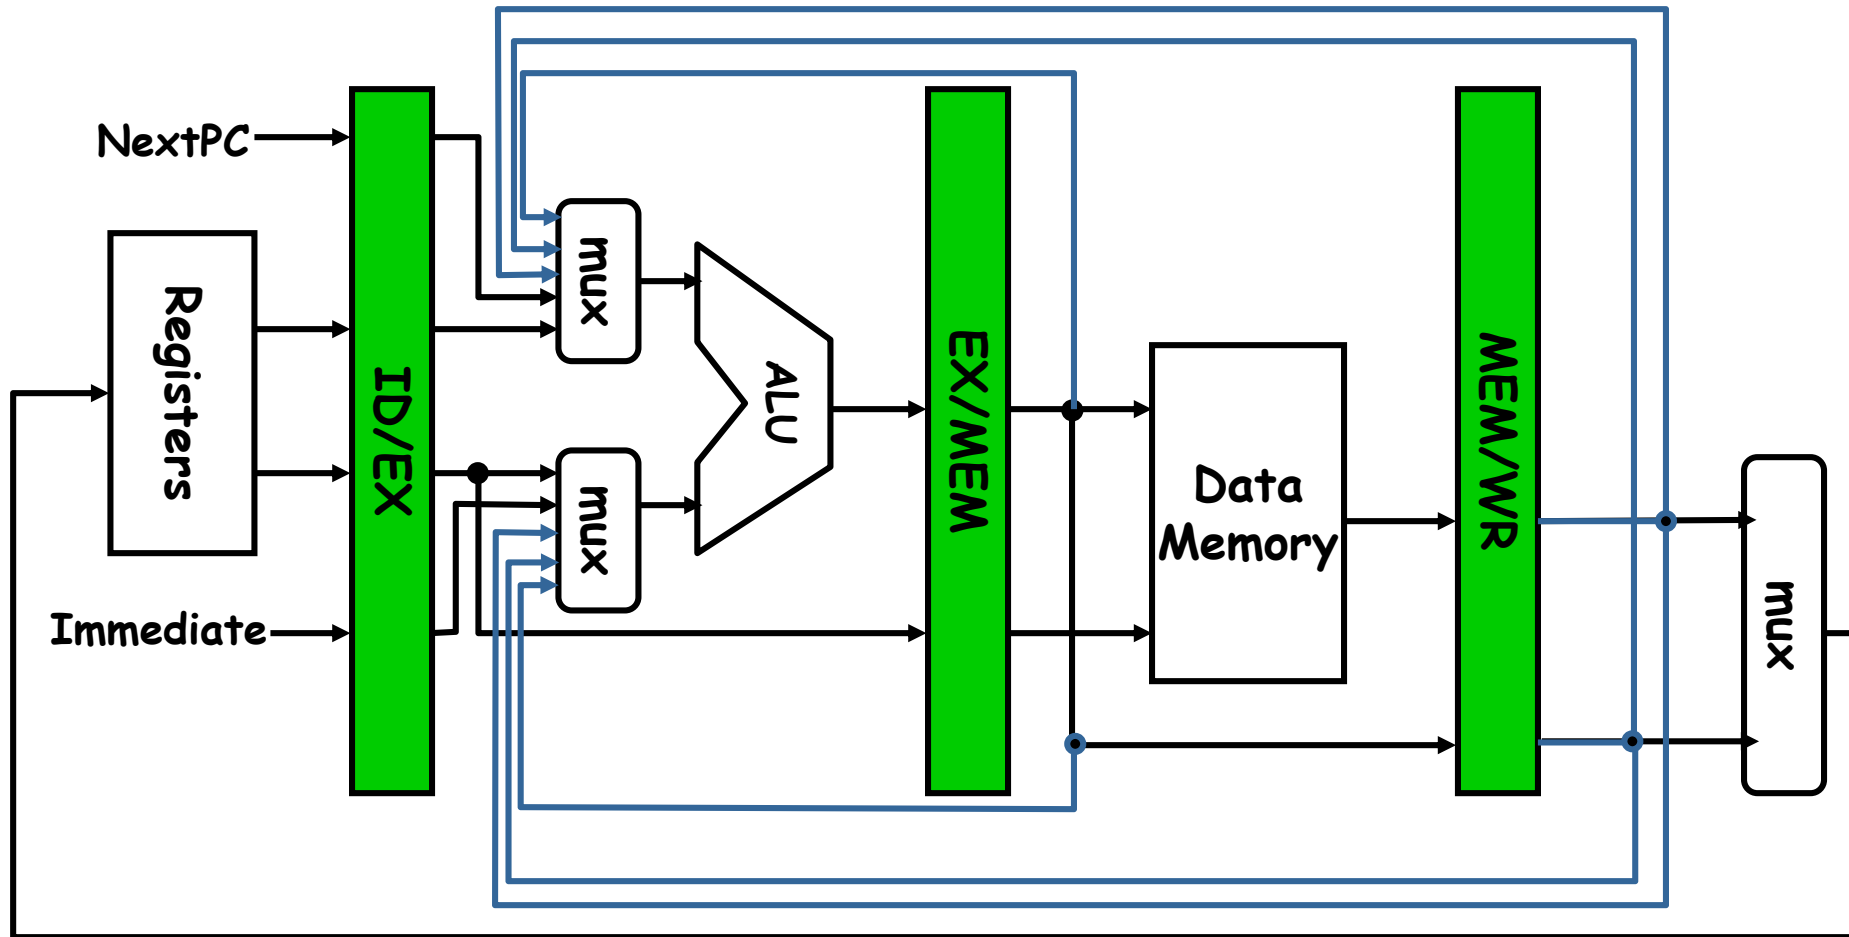 NextPC
Registers
Immediate
ID/EX
mux
mux
ALU
EX/MEM
Data
Memory
MEM/WR
mux